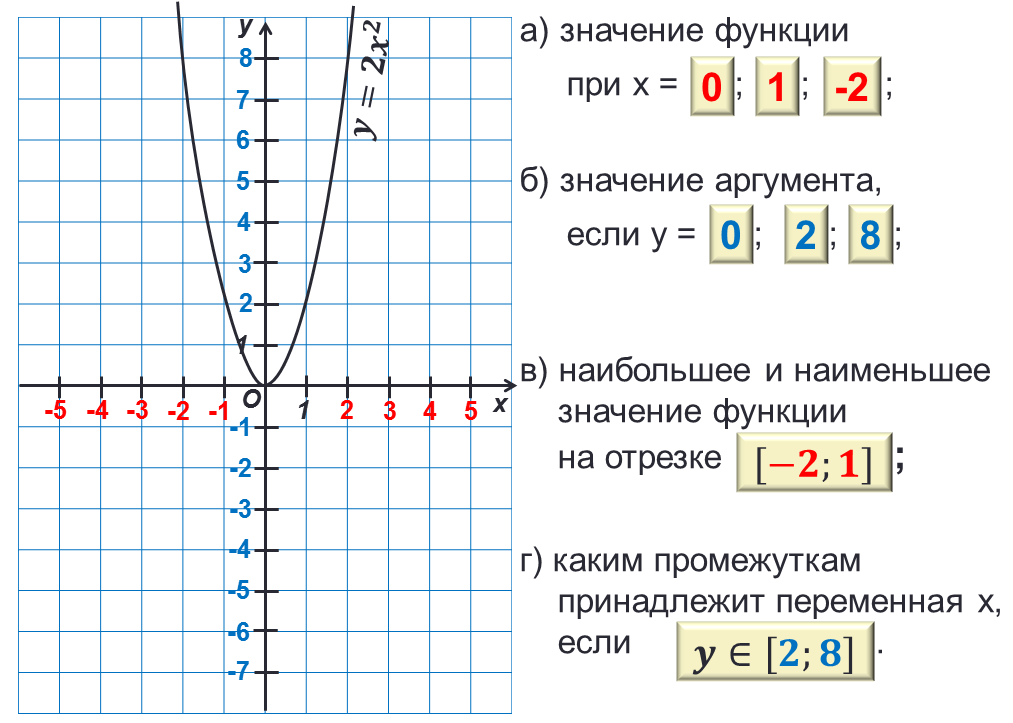 y
8
7
6
5
4
3
2
1
-5 -4 -3 -2 -1 O 1 2 3 4 5 x
-1
-2
-3
-4
-5
-6
-7
y = 2x²
а) значение функции
при х = 0; 1; -2;
б) значение аргумента,
если у = 0; 2; 8;
в) наибольшее и наименьшее
значение функции
на отрезке [−2; 1];
г) каким промежуткам
принадлежит переменная х,
если y ∈ [2; 8].